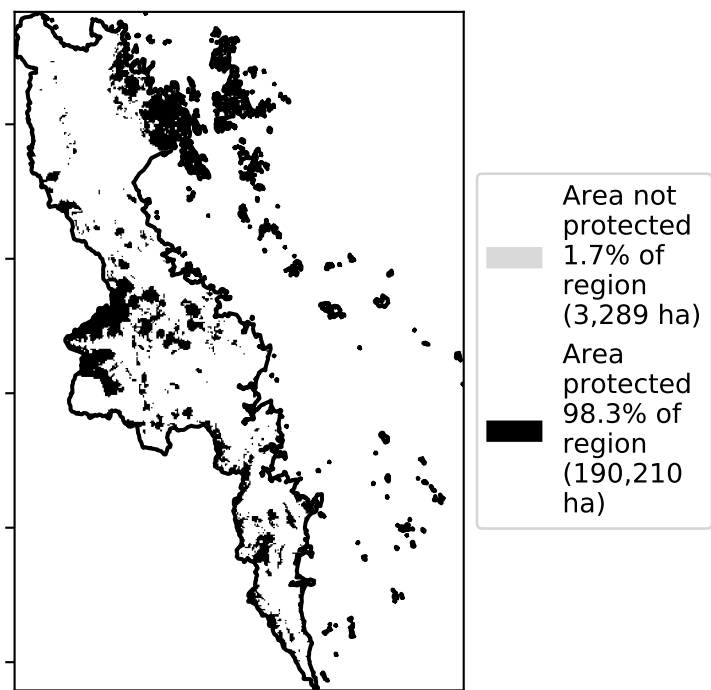 Area not
protected
1.7% of
region
(3,289 ha)
Area
protected
98.3% of
region
(190,210
ha)